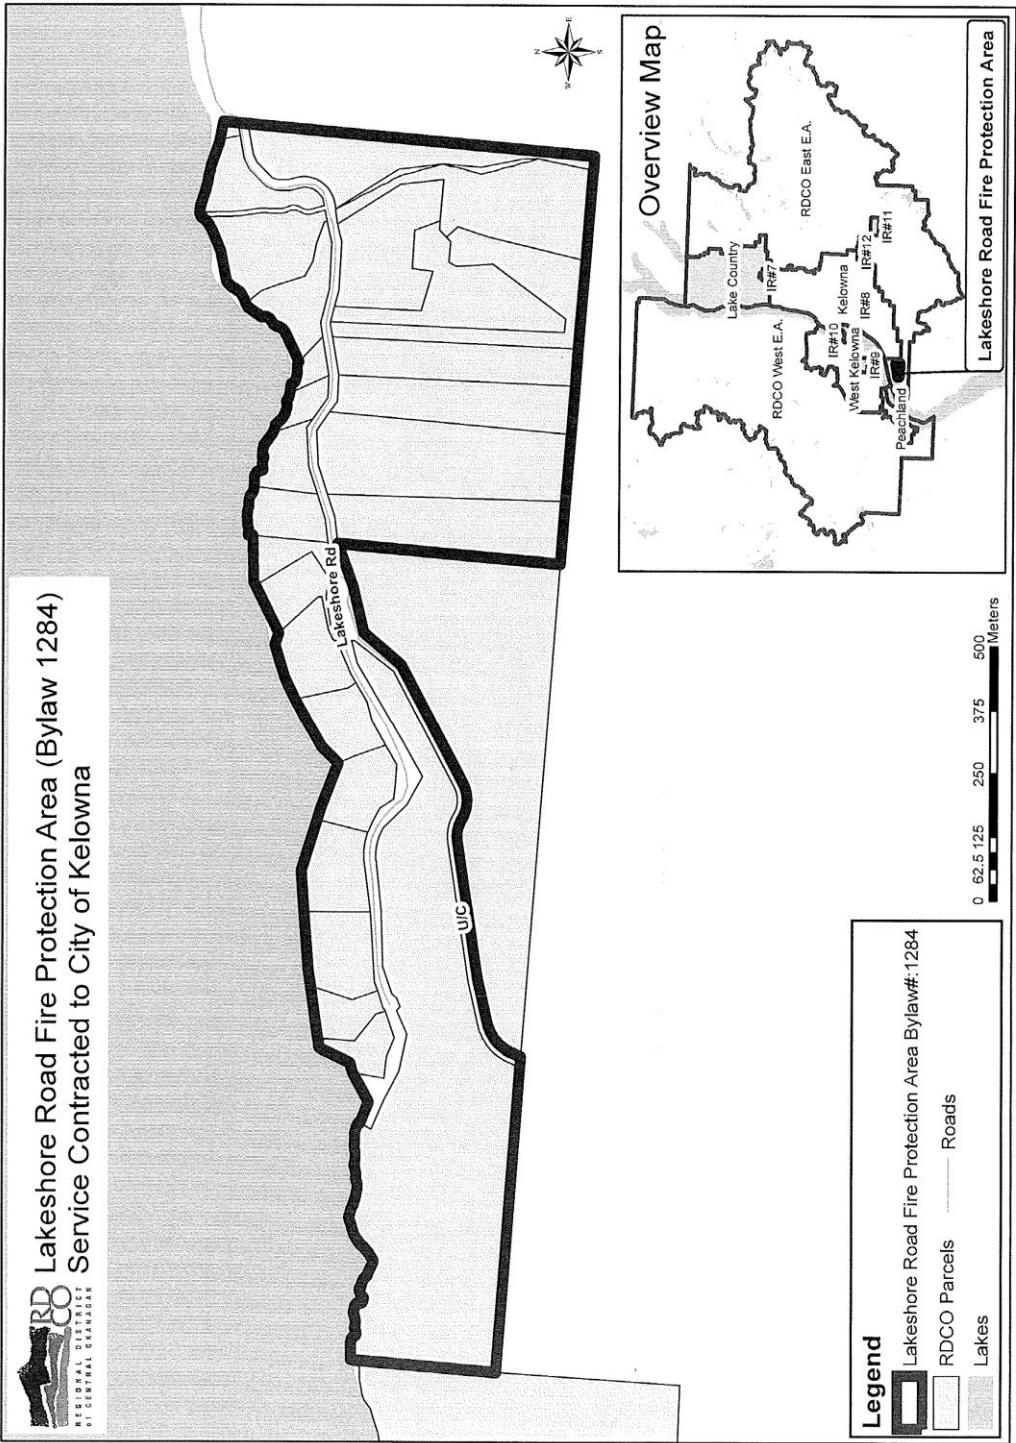 RD
CO
REGIONAL DISTRICT
of CENTRAL OKANAGAN
Lakeshore Road Fire Protection Area (Bylaw 1284)
Service Contracted to City of Kelowna
Lakeshore Rd
U/C
N
E
S
W
Legend
Lakeshore Road Fire Protection Area Bylaw#:1284
RDCO Parcels
Roads
Lakes
0 62.5 125 250 375 500
Meters
Overview Map
Lake Country
IR#7
RDCO West E.A.
RDCO East E.A.
IR#10
Kelowna
West Kelowna
IR#8
IR#12
IR#11
IR#9
Peachland
Lakeshore Road Fire Protection Area